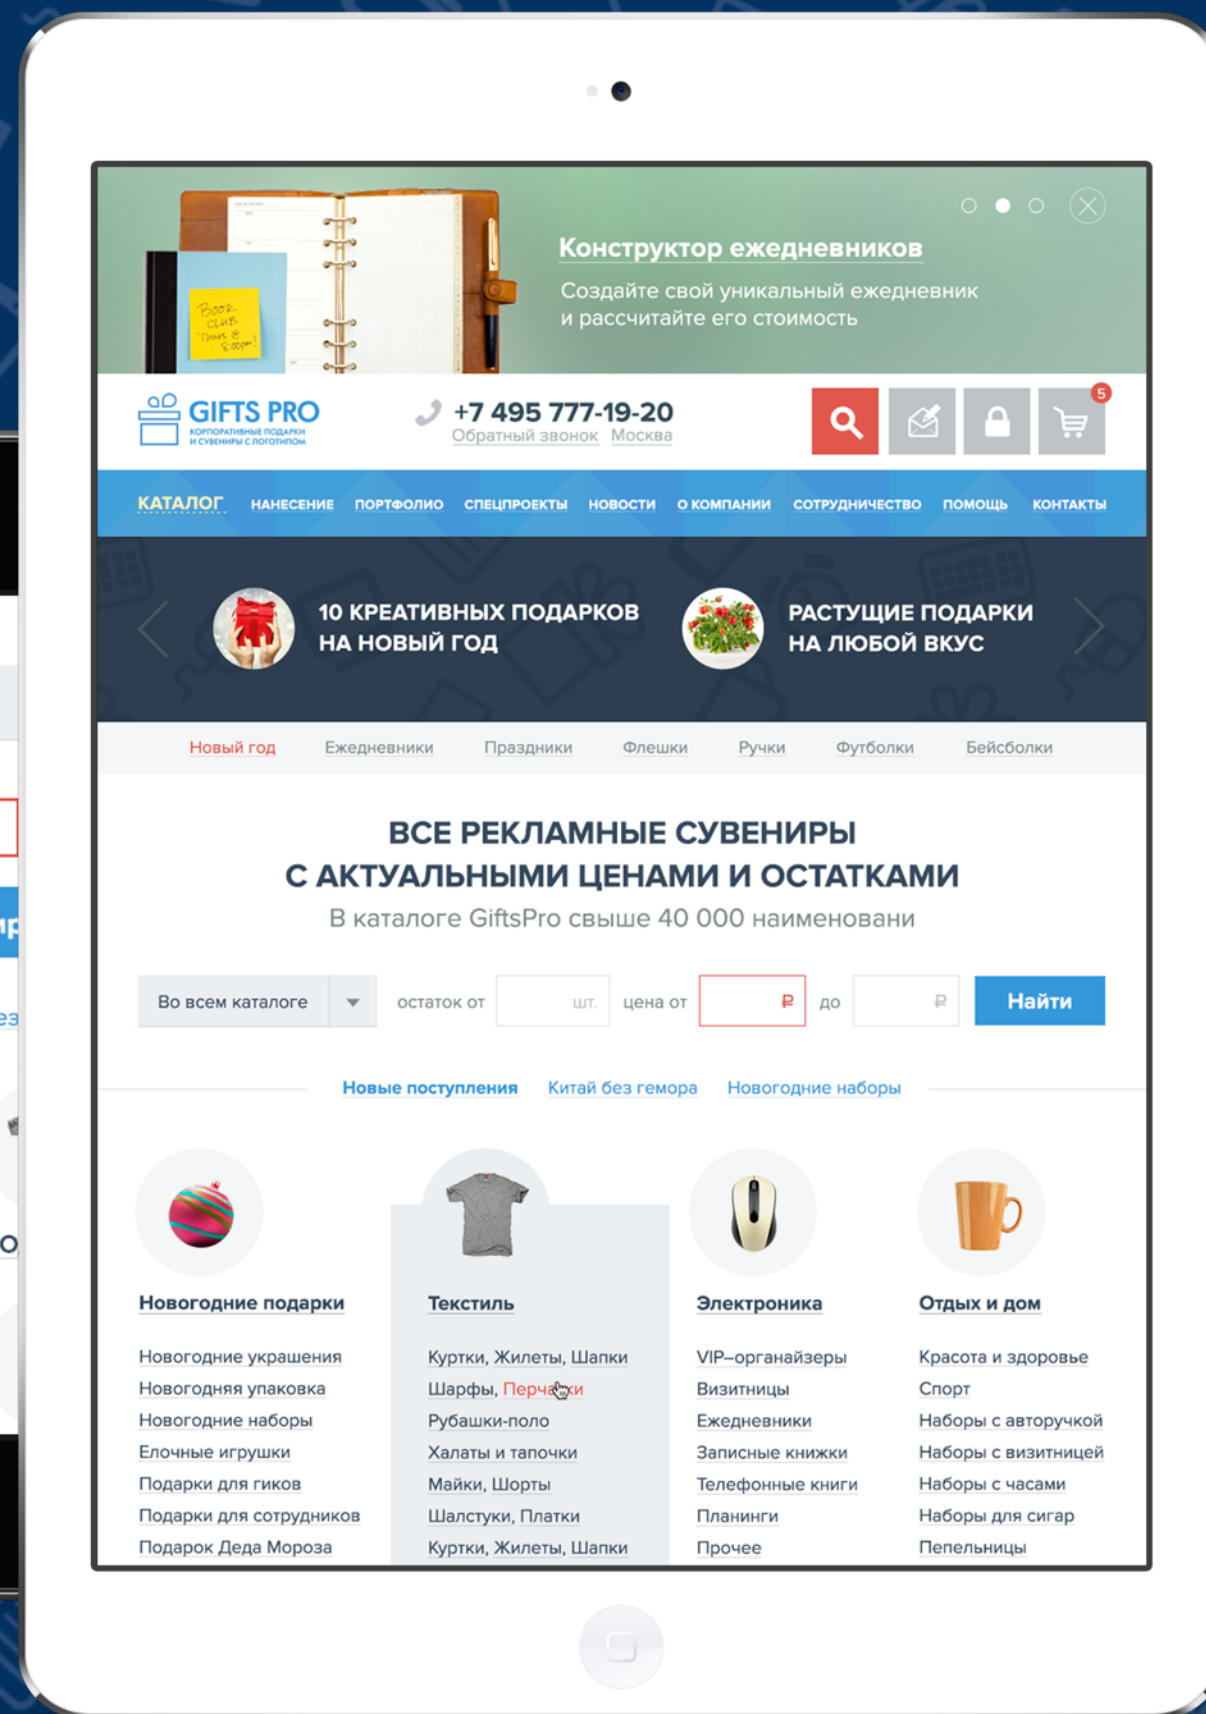 Конструктор ежедневников
Создайте свой уникальный ежедневник
и рассчитайте его стоимость
Book
club
Thurs @
8:00pm!
GIFTS PRO
КОРПОРАТИВНЫЕ ПОДАРКИ
И СУВЕНИРЫ С ЛОГОТИПОМ
+7 495 777-19-20
Обратный звонок Москва
5
КАТАЛОГ НАНЕСЕНИЕ ПОРТФОЛИО СПЕЦПРОЕКТЫ НОВОСТИ О КОМПАНИИ СОТРУДНИЧЕСТВО ПОМОЩЬ КОНТАКТЫ
10 КРЕАТИВНЫХ ПОДАРКОВ
НА НОВЫЙ ГОД
РАСТУЩИЕ ПОДАРКИ
НА ЛЮБОЙ ВКУС
Новый год Ежедневники Праздники Флешки Ручки Футболки Бейсболки
ВСЕ РЕКЛАМНЫЕ СУВЕНИРЫ
С АКТУАЛЬНЫМИ ЦЕНАМИ И ОСТАТКАМИ
В каталоге GiftsPro свыше 40 000 наименовани
Во всем каталоге остаток от шт. цена от ₽ до ₽ Найти
Новые поступления Китай без гемора Новогодние наборы
Новогодние подарки
Новогодние украшения
Новогодняя упаковка
Новогодние наборы
Елочные игрушки
Подарки для гиков
Подарки для сотрудников
Подарок Деда Мороза
Текстиль
Куртки, Жилеты, Шапки
Шарфы, Перчатки
Рубашки-поло
Халаты и тапочки
Майки, Шорты
Шалстуки, Платки
Куртки, Жилеты, Шапки
Электроника
VIP–органайзеры
Визитницы
Ежедневники
Записные книжки
Телефонные книги
Планинги
Прочее
Отдых и дом
Красота и здоровье
Спорт
Наборы с авторучкой
Наборы с визитницей
Наборы с часами
Наборы для сигар
Пепельницы